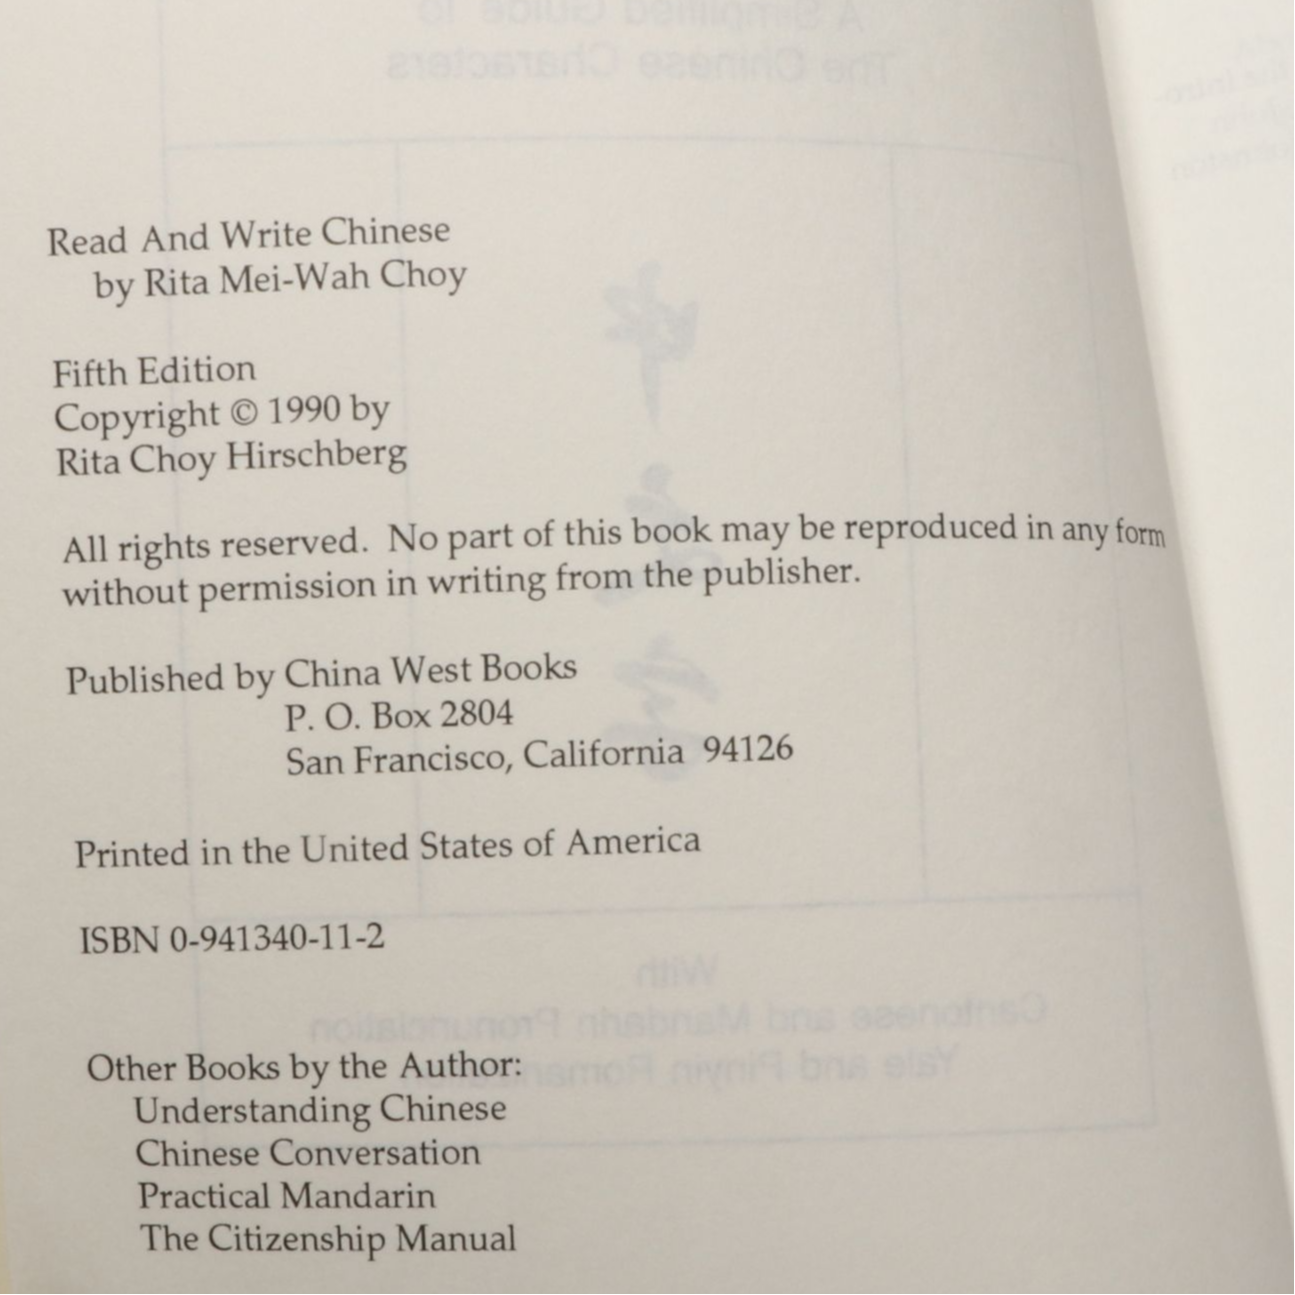 Read And Write Chinese
by Rita Mei-Wah Choy
Fifth Edition
Copyright © 1990 by
Rita Choy Hirschberg
All rights reserved. No part of this book may be reproduced in any form
without permission in writing from the publisher.
Published by China West Books
P. O. Box 2804
San Francisco, California 94126
Printed in the United States of America
ISBN 0-941340-11-2
Other Books by the Author:
Understanding Chinese
Chinese Conversation
Practical Mandarin
The Citizenship Manual